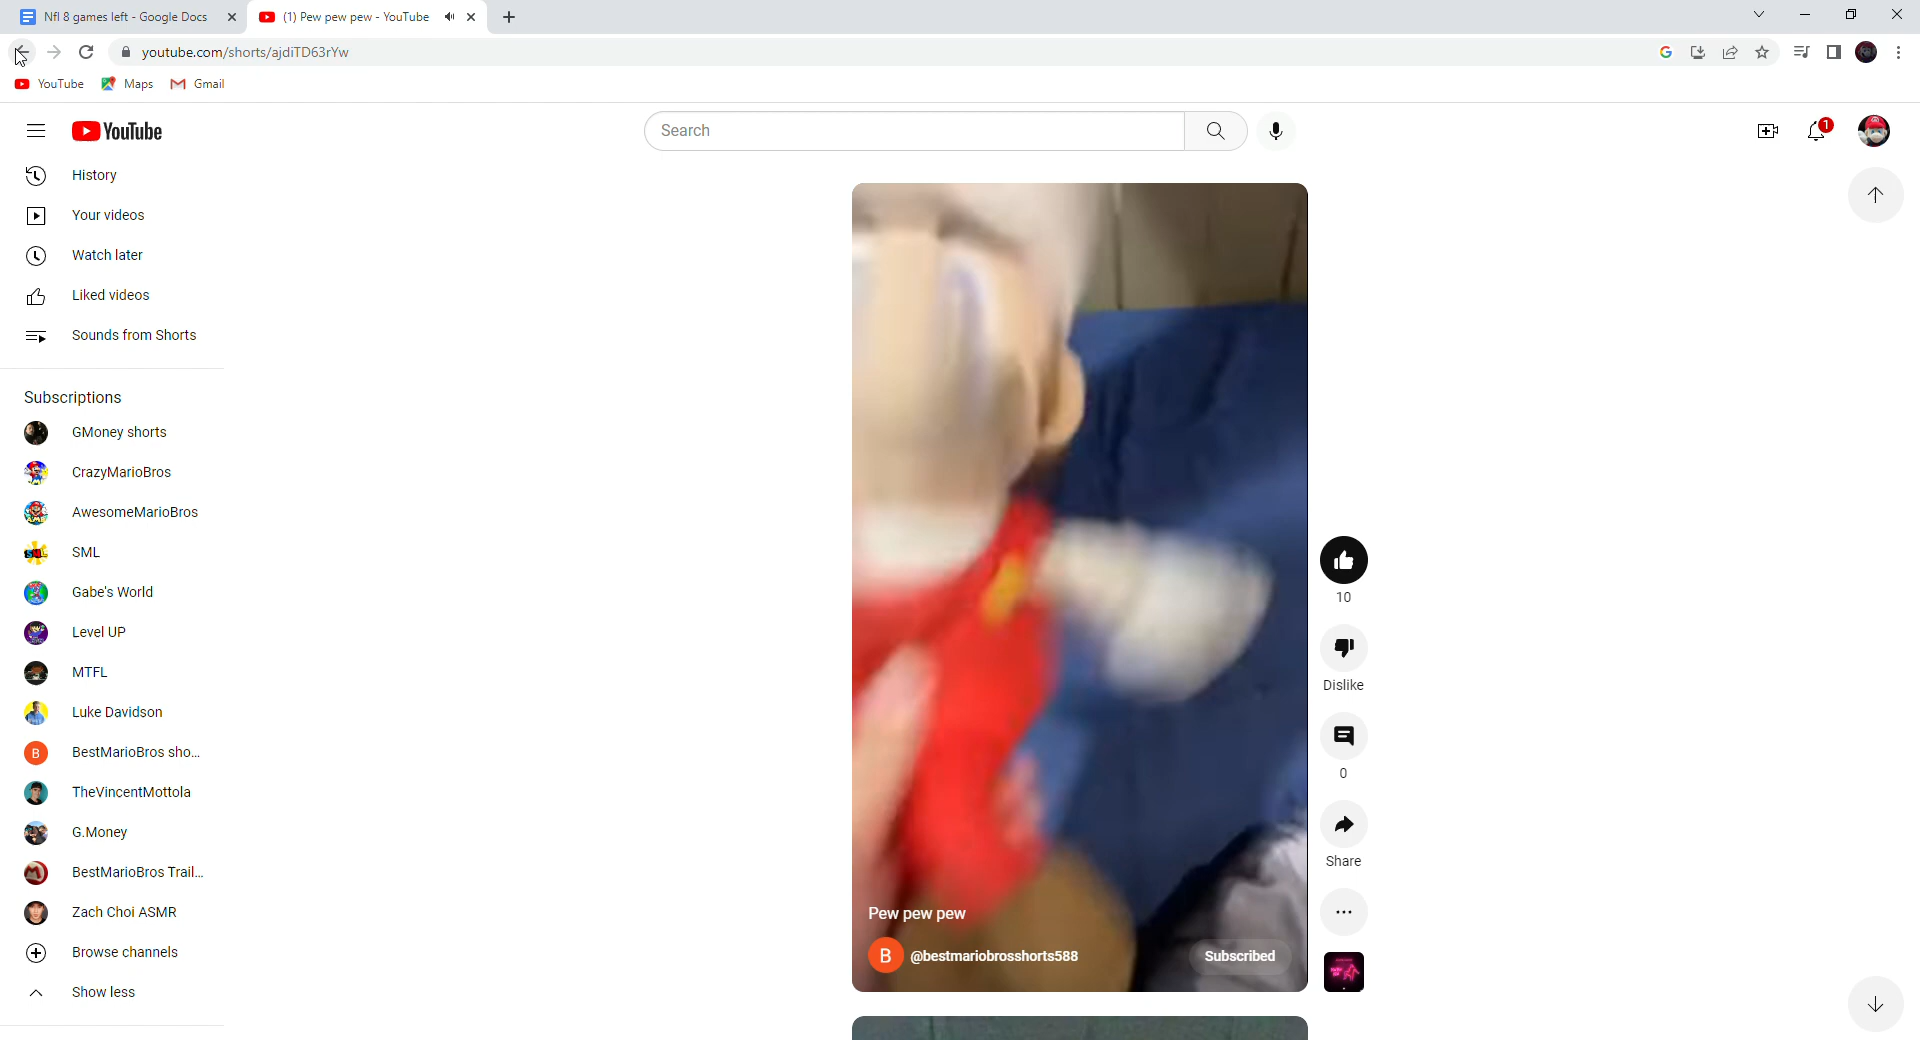 Nfl 8 games left - Google Docs
(1) Pew pew pew - YouTube
youtube.com/shorts/ajdiTD63rYw
YouTube
Maps
Gmail
YouTube
Search
1
History
Your videos
Watch later
Liked videos
Sounds from Shorts
Subscriptions
GMoney shorts
CrazyMarioBros
AwesomeMarioBros
SML
Gabe's World
Level UP
MTFL
Luke Davidson
B BestMarioBros sho...
TheVincentMottola
G.Money
BestMarioBros Trail...
Zach Choi ASMR
Browse channels
Show less
Pew pew pew
B @bestmariobrosshorts588
Subscribed
10
Dislike
0
Share